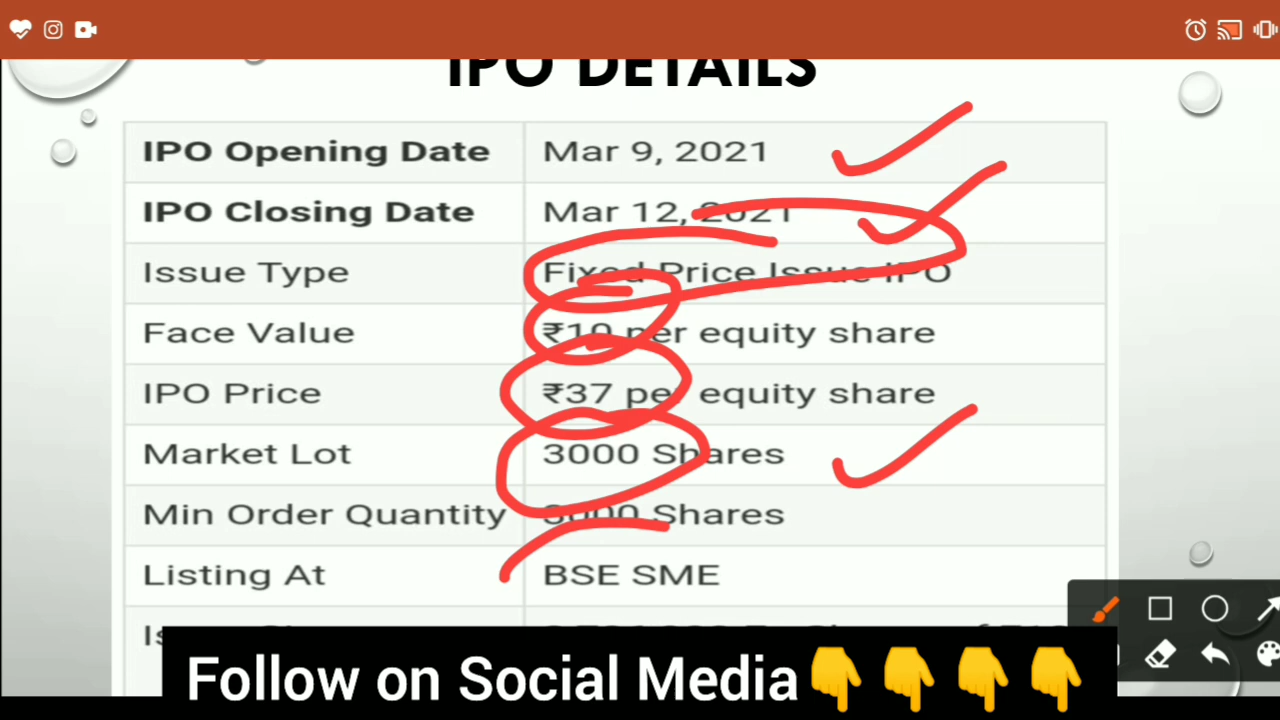 IPO DETAILS
IPO Opening Date Mar 9, 2021
IPO Closing Date Mar 12, 2021
Issue Type Fixed Price Issue IPO
Face Value ₹10 per equity share
IPO Price ₹37 per equity share
Market Lot 3000 Shares
Min Order Quantity 3000 Shares
Listing At BSE SME
Follow on Social Media👇👇👇👇